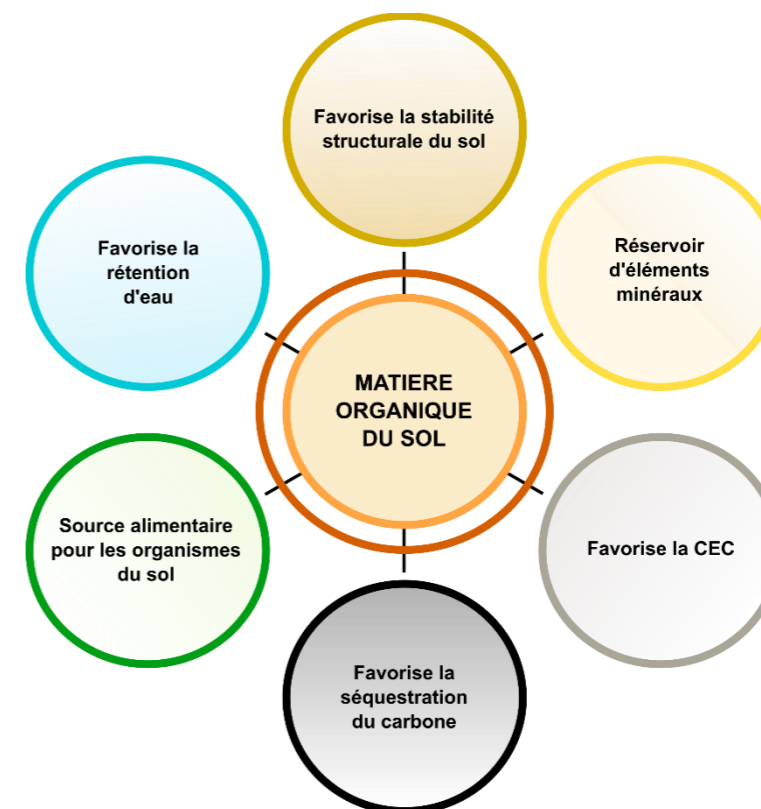 Favorise la stabilité
structurale du sol
Favorise la
rétention
d'eau
Réservoir
d'éléments
minéraux
MATIERE
ORGANIQUE
DU SOL
Source alimentaire
pour les organismes
du sol
Favorise la CEC
Favorise la
séquestration
du carbone